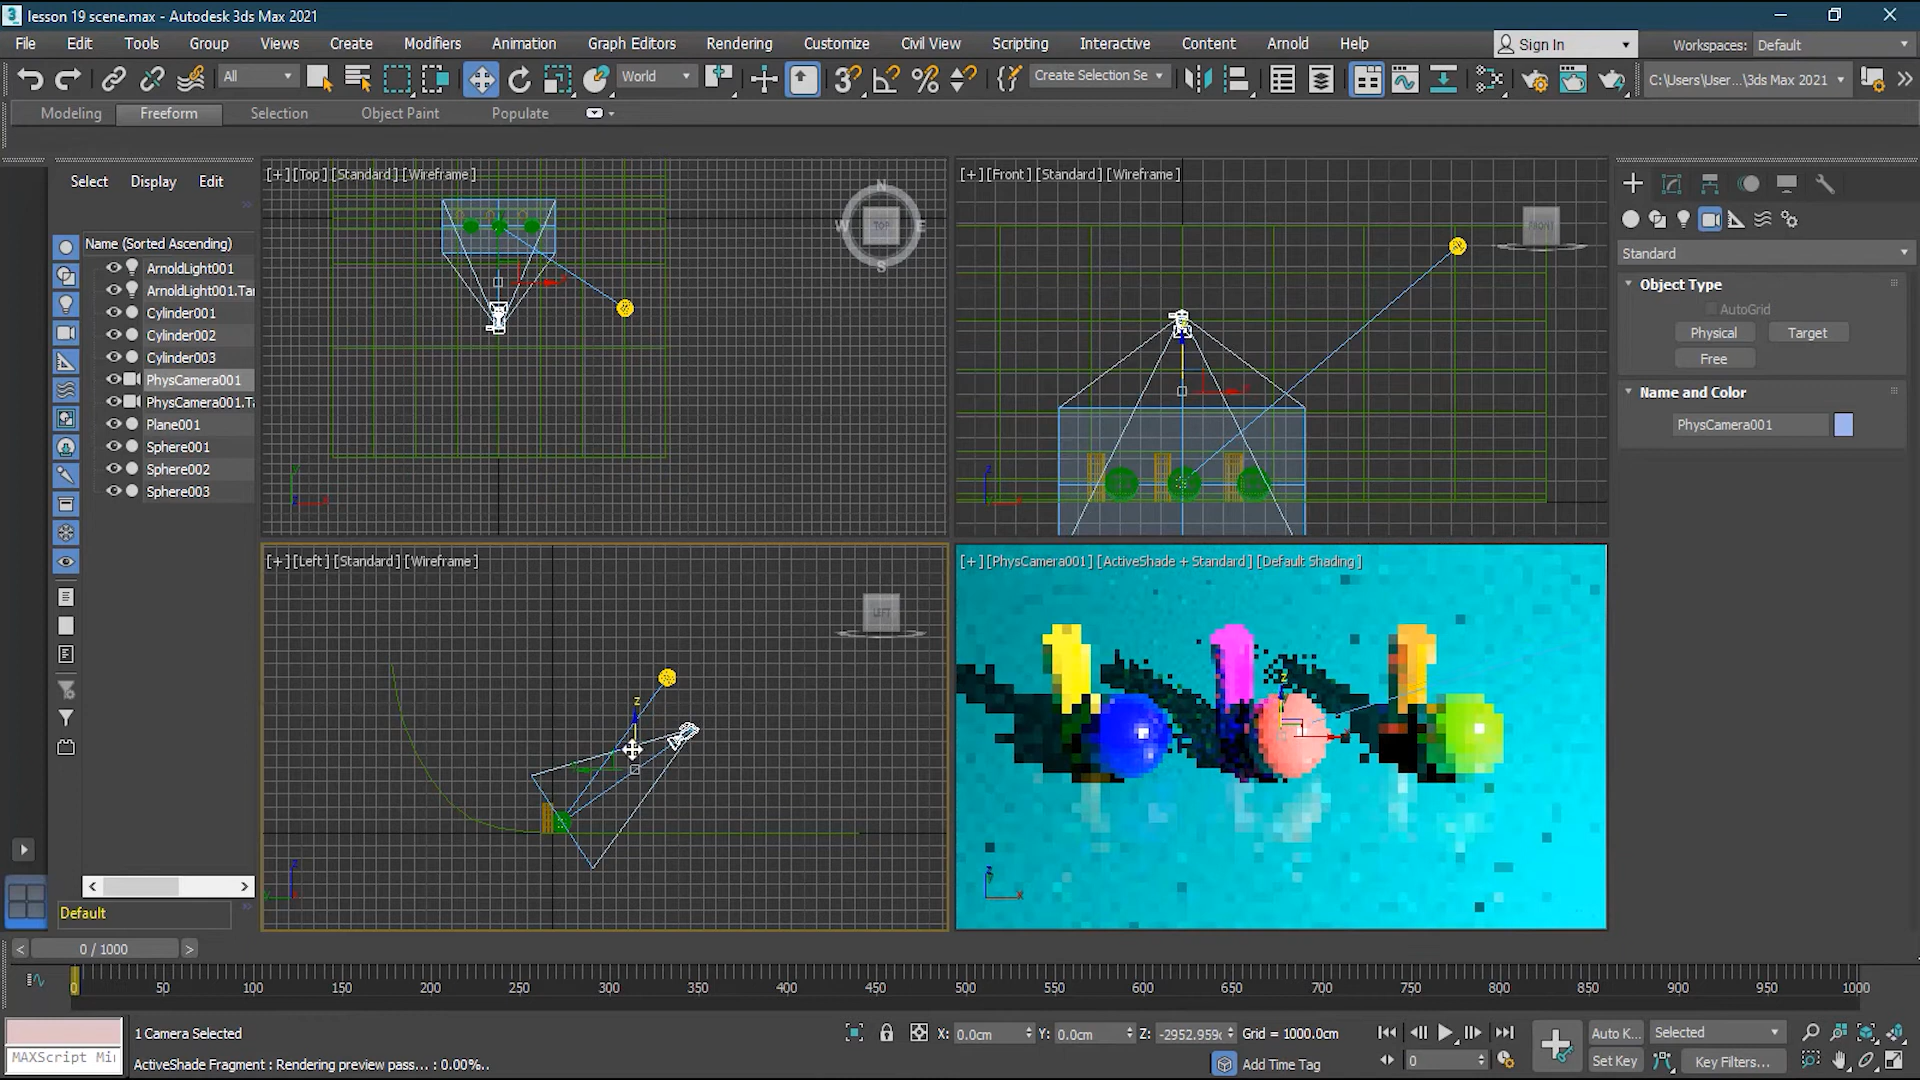 lesson 19 scene.max - Autodesk 3ds Max 2021
File Edit Tools Group Views Create Modifiers Animation Graph Editors Rendering Customize Civil View Scripting Interactive Content Arnold Help Sign In Workspaces: Default
All World Create Selection Se C:\Users\User ...\3ds Max 2021
Modeling Freeform Selection Object Paint Populate
Select Display Edit
Name (Sorted Ascending)
ArnoldLight001
ArnoldLight001.Tar
Cylinder001
Cylinder002
Cylinder003
PhysCamera001
PhysCamera001.Ta
Plane001
Sphere001
Sphere002
Sphere003
Default
[+] [Top] [Standard] [Wireframe]
N
W TOP E
S
[+] [Front] [Standard] [Wireframe]
FRONT
z
x
[+] [Left] [Standard] [Wireframe]
LEFT
z
[+] [PhysCamera001] [ActiveShade + Standard] [Default Shading]
z
x
Standard
Object Type
AutoGrid
Physical Target
Free
Name and Color
PhysCamera001
0 / 1000
0 50 100 150 200 250 300 350 400 450 500 550 600 650 700 750 800 850 900 950 1000
1 Camera Selected X: 0.0cm Y: 0.0cm Z: -2952.959 Grid = 1000.0cm Auto K... Selected
MAXScript Mi ActiveShade Fragment : Rendering preview pass... : 0.00%.. Add Time Tag 0 Set Key Key Filters...